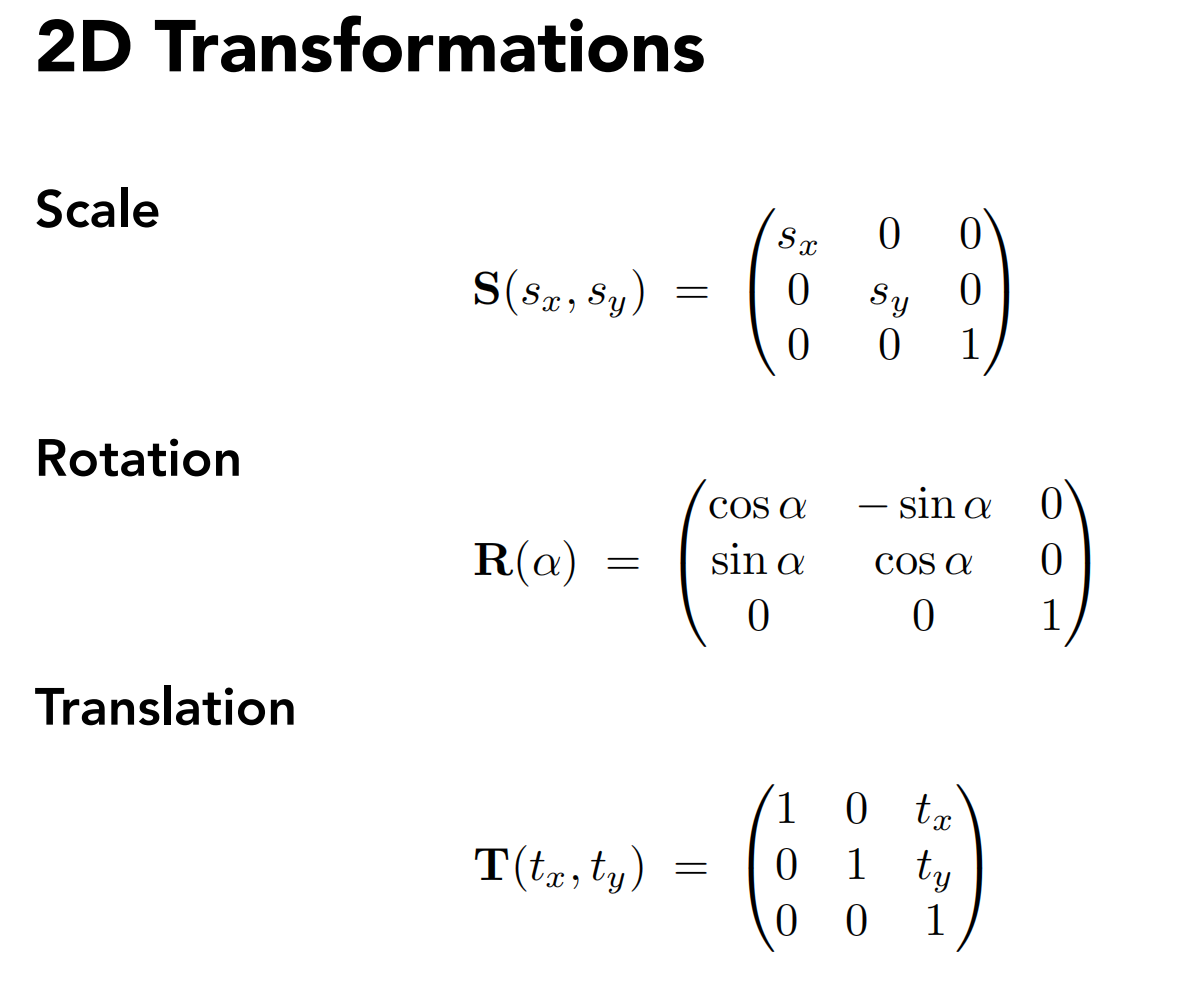 2D Transformations
Scale
$$\mathbf{S}(s_x, s_y) = \begin{pmatrix} s_x & 0 & 0 \\ 0 & s_y & 0 \\ 0 & 0 & 1 \end{pmatrix}$$
Rotation
$$\mathbf{R}(\alpha) = \begin{pmatrix} \cos\alpha & -\sin\alpha & 0 \\ \sin\alpha & \cos\alpha & 0 \\ 0 & 0 & 1 \end{pmatrix}$$
Translation
$$\mathbf{T}(t_x, t_y) = \begin{pmatrix} 1 & 0 & t_x \\ 0 & 1 & t_y \\ 0 & 0 & 1 \end{pmatrix}$$